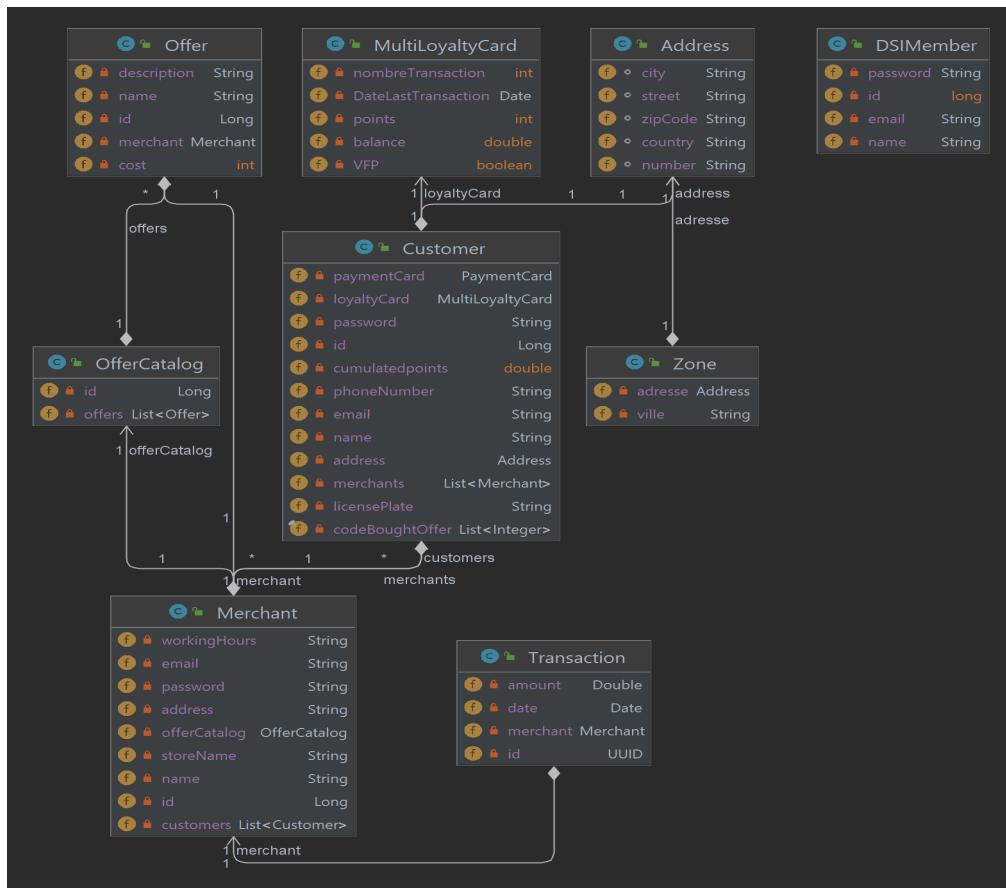 Offer
description String
name String
id Long
merchant Merchant
cost int
MultiLoyaltyCard
nombreTransaction int
DateLastTransaction Date
points int
balance double
VFP boolean
Address
city String
street String
zipCode String
country String
number String
DSIMember
password String
id long
email String
name String
* 1
offers
1 loyaltyCard
1
1 1 1 address
adresse
Customer
paymentCard PaymentCard
loyaltyCard MultiLoyaltyCard
password String
id Long
cumulatedpoints double
phoneNumber String
email String
name String
address Address
merchants List<Merchant>
licensePlate String
codeBoughtOffer List<Integer>
1
OfferCatalog
id Long
offers List<Offer>
1
Zone
adresse Address
ville String
1 offerCatalog
1
1 * 1 * customers
1 merchant merchants
Merchant
workingHours String
email String
password String
address String
offerCatalog OfferCatalog
storeName String
name String
id Long
customers List<Customer>
Transaction
amount Double
date Date
merchant Merchant
id UUID
1 merchant
1